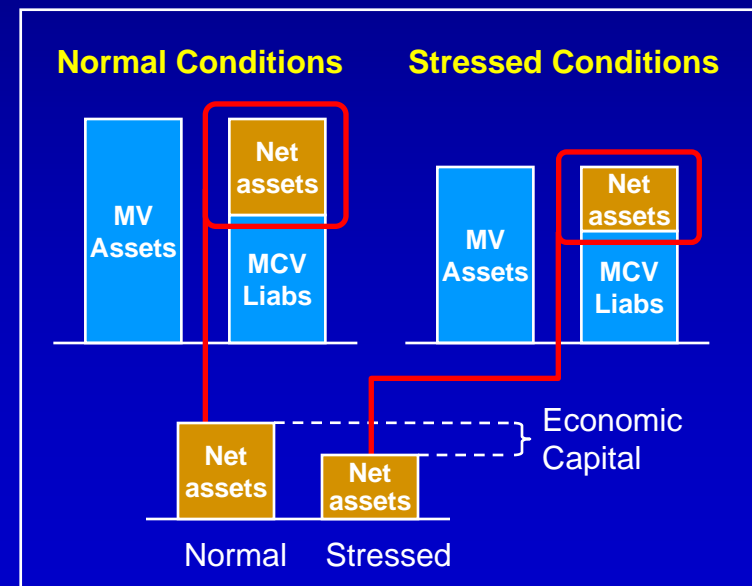 Normal Conditions
Stressed Conditions
MV
Assets
Net
assets
MCV
Liabs
MV
Assets
Net
assets
MCV
Liabs
Net
assets
Net
assets
Economic
Capital
Normal
Stressed